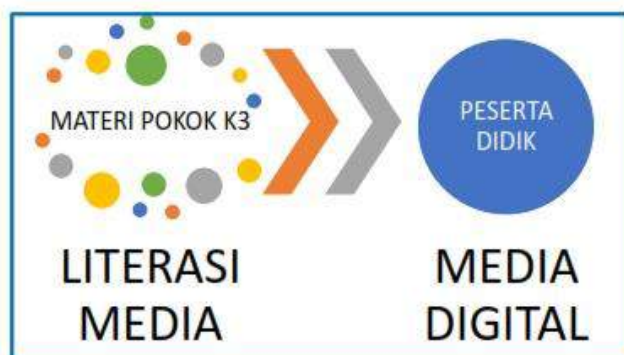 MATERI POKOK K3
PESERTA
DIDIK
LITERASI
MEDIA
MEDIA
DIGITAL